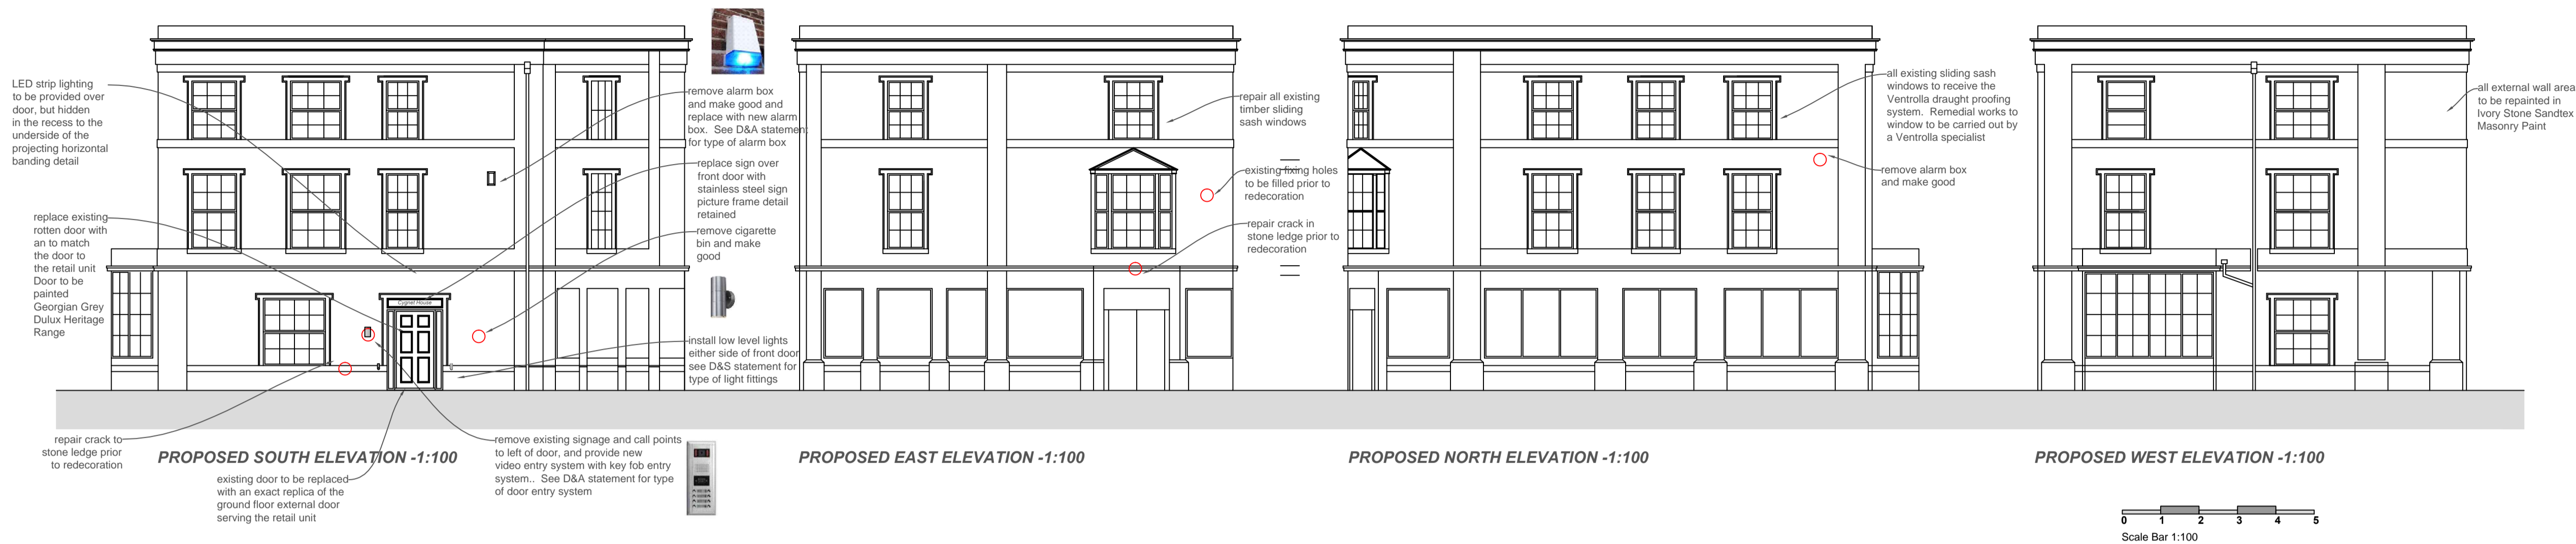 LED strip lighting
to be provided over
door, but hidden
in the recess to the
underside of the
projecting horizontal
banding detail
replace existing
rotten door with
an to match
the door to
the retail unit
Door to be
painted
Georgian Grey
Dulux Heritage
Range
repair crack to
stone ledge prior
to redecoration
existing door to be replaced
with an exact replica of the
ground floor external door
serving the retail unit
Cygnet House
remove alarm box
and make good and
replace with new alarm
box. See D&A statement
for type of alarm box
replace sign over
front door with
stainless steel sign
picture frame detail
retained
remove cigarette
bin and make
good
install low level lights
either side of front door
see D&S statement for
type of light fittings
remove existing signage and call points
to left of door, and provide new
video entry system with key fob entry
system.. See D&A statement for type
of door entry system
PROPOSED SOUTH ELEVATION -1:100
repair all existing
timber sliding
sash windows
existing fixing holes
to be filled prior to
redecoration
repair crack in
stone ledge prior to
redecoration
PROPOSED EAST ELEVATION -1:100
all existing sliding sash
windows to receive the
Ventrolla draught proofing
system. Remedial works to
window to be carried out by
a Ventrolla specialist
remove alarm box
and make good
PROPOSED NORTH ELEVATION -1:100
all external wall area
to be repainted in
Ivory Stone Sandtex
Masonry Paint
PROPOSED WEST ELEVATION -1:100
0 1 2 3 4 5
Scale Bar 1:100